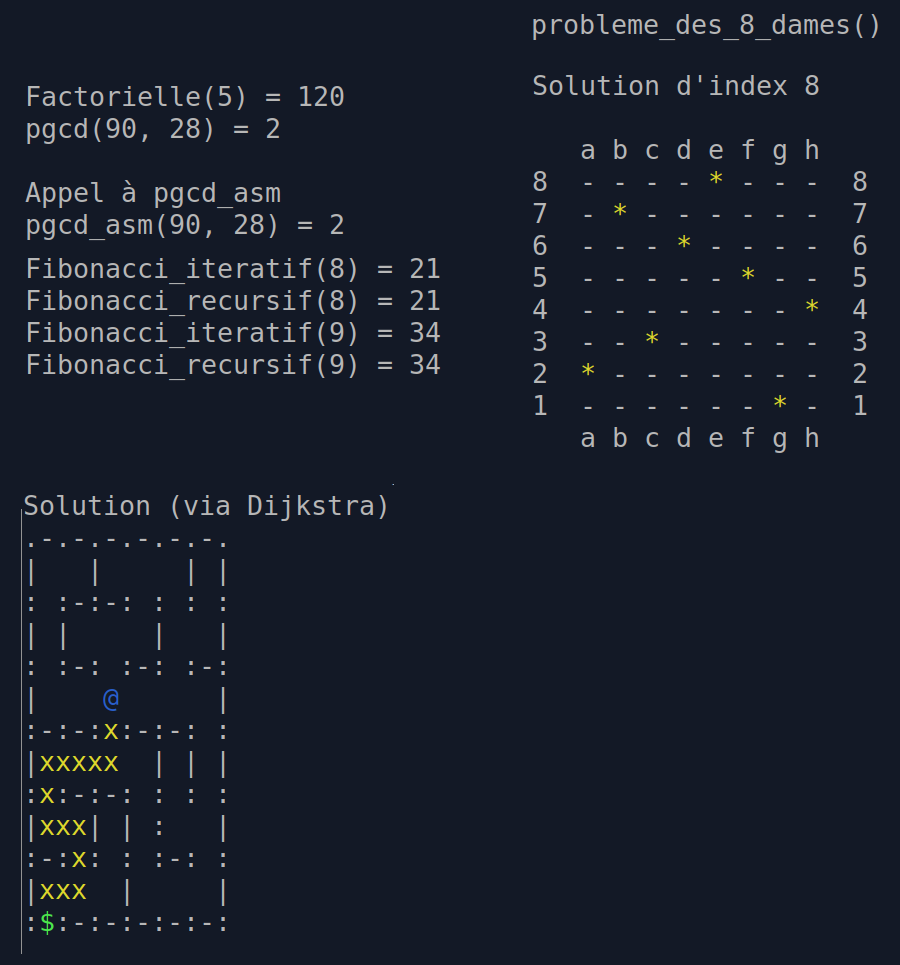 Factorielle(5) = 120
pgcd(90, 28) = 2
Appel à pgcd_asm
pgcd_asm(90, 28) = 2
Fibonacci_iteratif(8) = 21
Fibonacci_recursif(8) = 21
Fibonacci_iteratif(9) = 34
Fibonacci_recursif(9) = 34
probleme_des_8_dames()
Solution d'index 8
   a b c d e f g h
8  - - - - * - - -  8
7  - * - - - - - -  7
6  - - - * - - - -  6
5  - - - - - * - -  5
4  - - - - - - - *  4
3  - - * - - - - -  3
2  * - - - - - - -  2
1  - - - - - - * -  1
   a b c d e f g h
Solution (via Dijkstra)
.-.-.-.-.-.-.
|   |     | |
: :-:-: : : :
| |     |   |
: :-: :-: :-:
|    @      |
:-:-:x:-:-: :
|xxxxx  | | |
:x:-:-: : : :
|xxx| | :   |
:-:x: : :-: :
|xxx  |     |
:$:-:-:-:-:-: